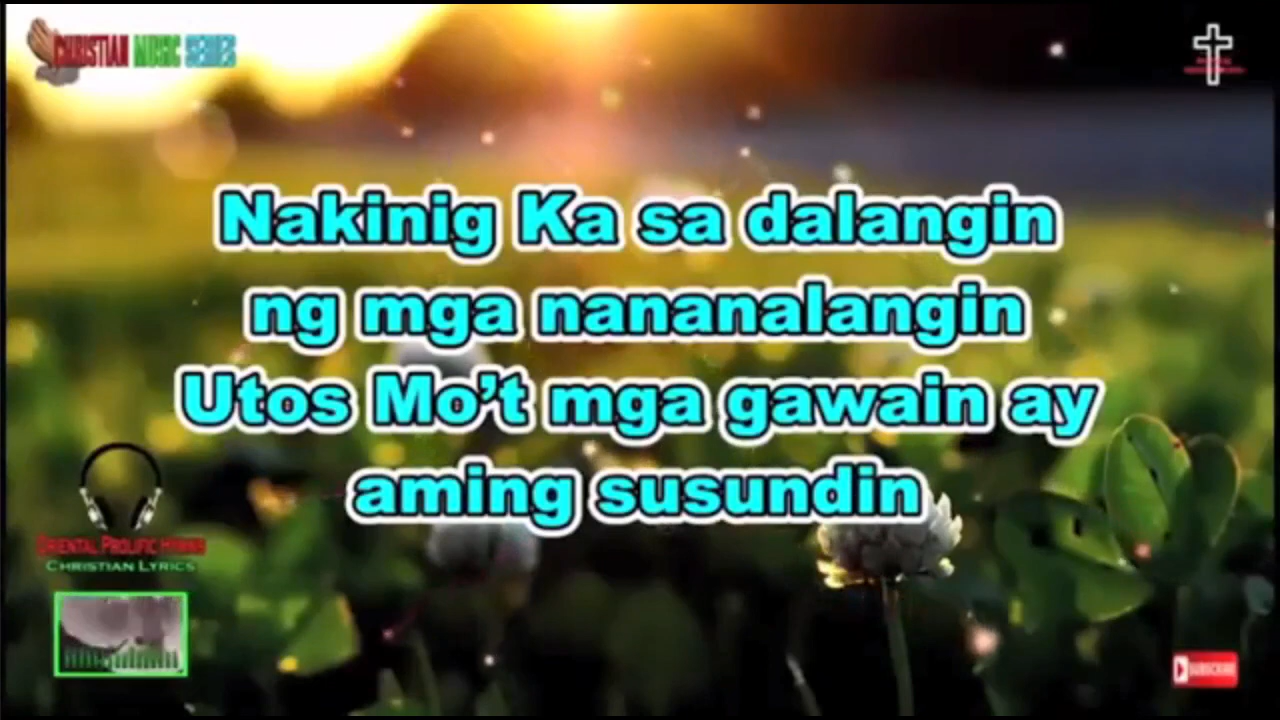 CHRISTIAN MUSIC SERIES
Nakinig Ka sa dalangin
ng mga nananalangin
Utos Mo't mga gawain ay
aming susundin
ORIENTAL PROLIFIC HYMNS
CHRISTIAN LYRICS
SUBSCRIBE